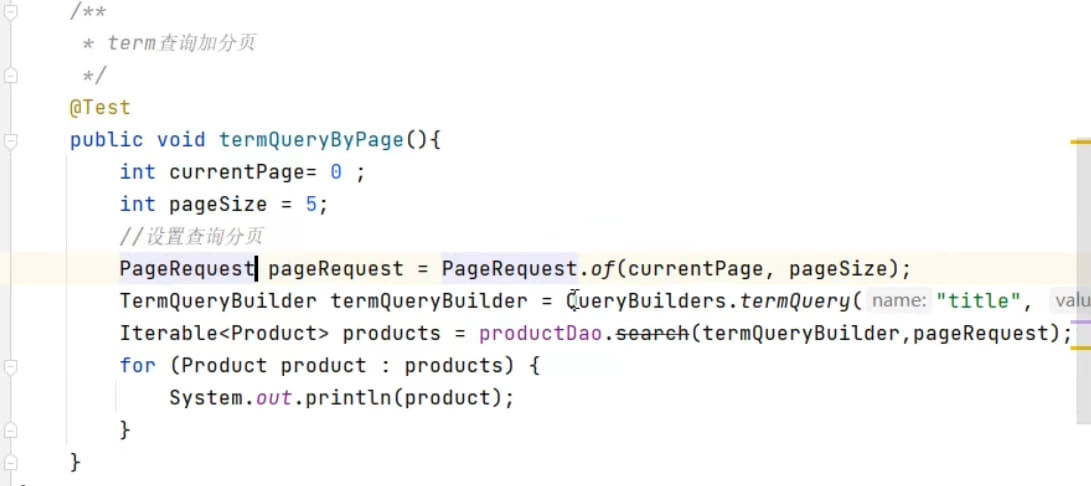 /**
* term查询加分页
*/
@Test
public void termQueryByPage(){
int currentPage= 0 ;
int pageSize = 5;
//设置查询分页
PageRequest pageRequest = PageRequest.of(currentPage, pageSize);
TermQueryBuilder termQueryBuilder = QueryBuilders.termQuery( name: "title", valu
Iterable<Product> products = productDao.search(termQueryBuilder,pageRequest);
for (Product product : products) {
System.out.println(product);
}
}